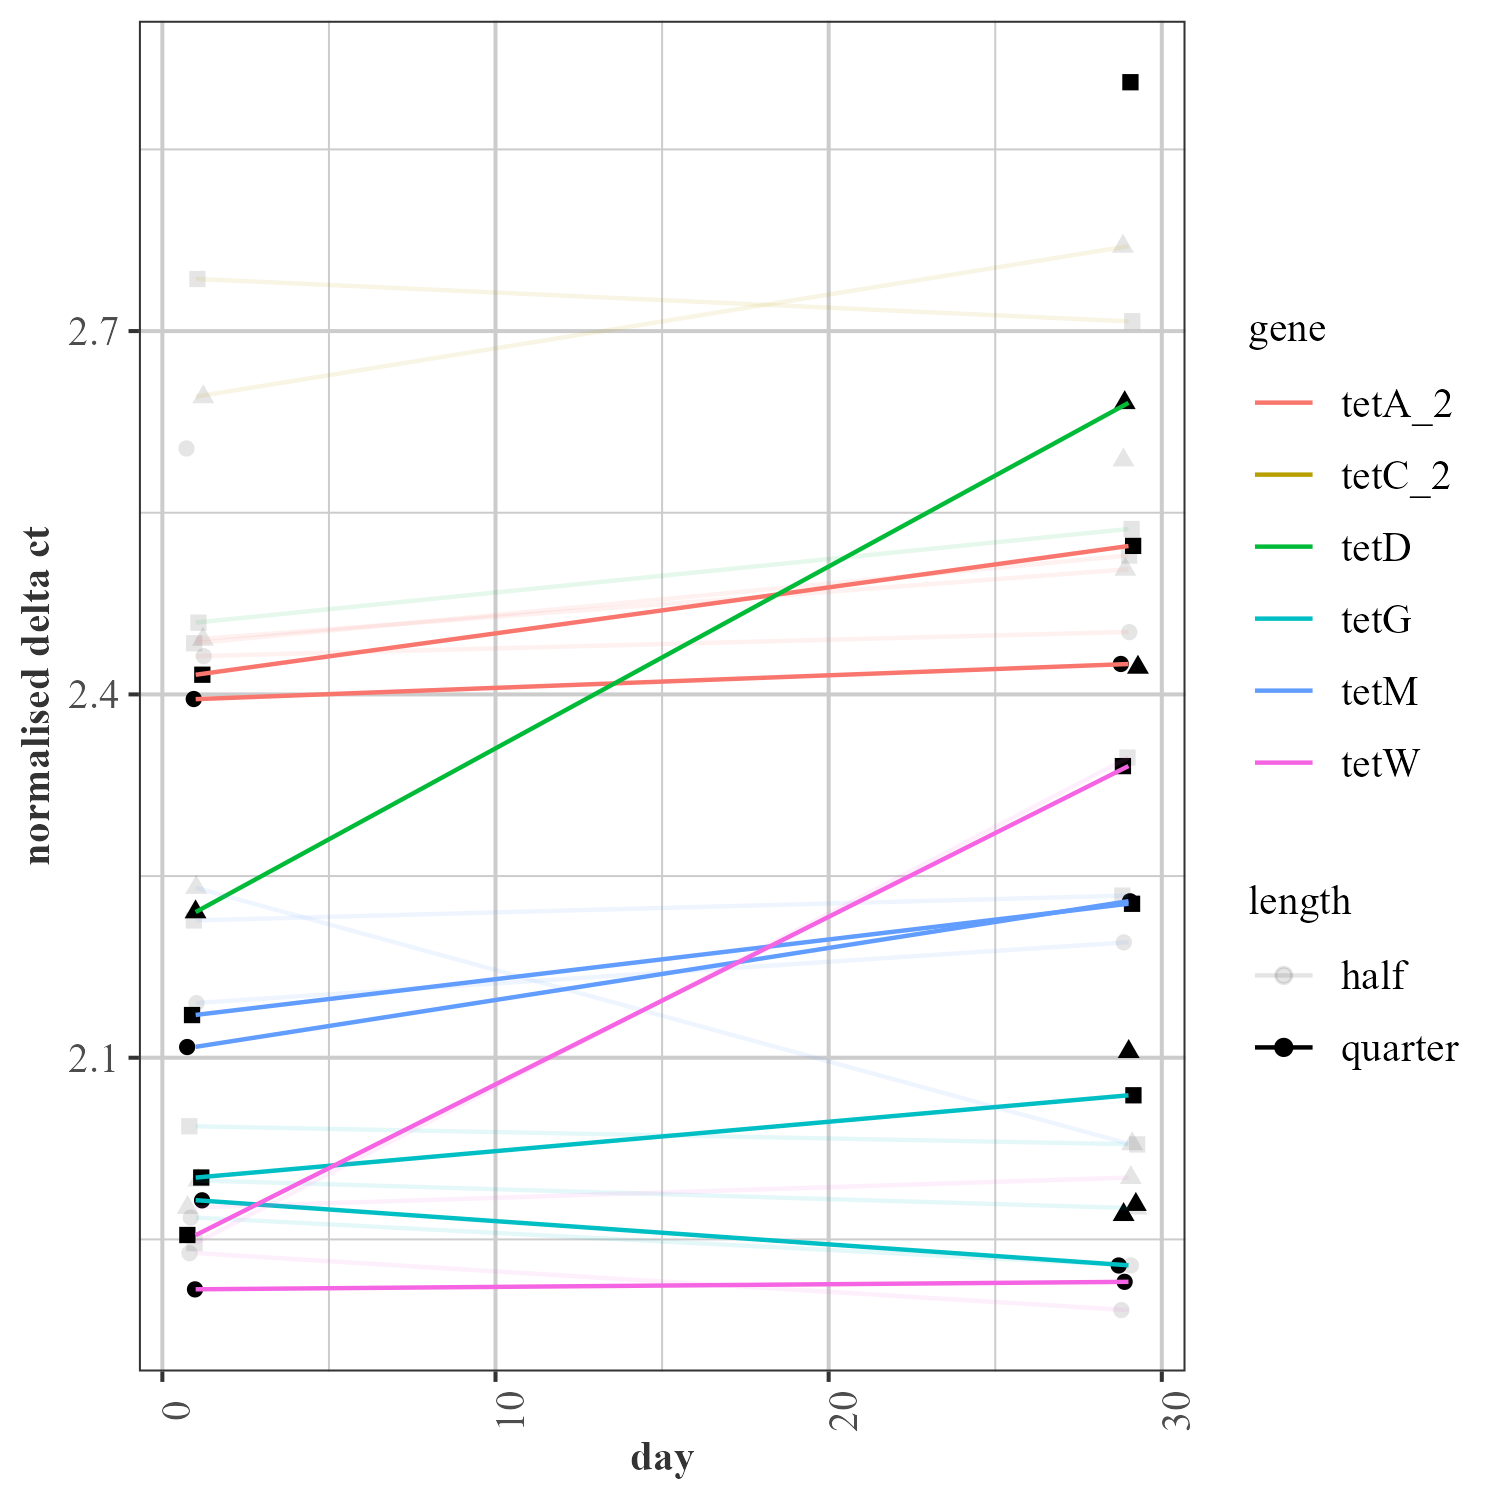 normalised delta ct
2.7
2.4
2.1
0
10
20
30
day
gene
tetA_2
tetC_2
tetD
tetG
tetM
tetW
length
half
quarter